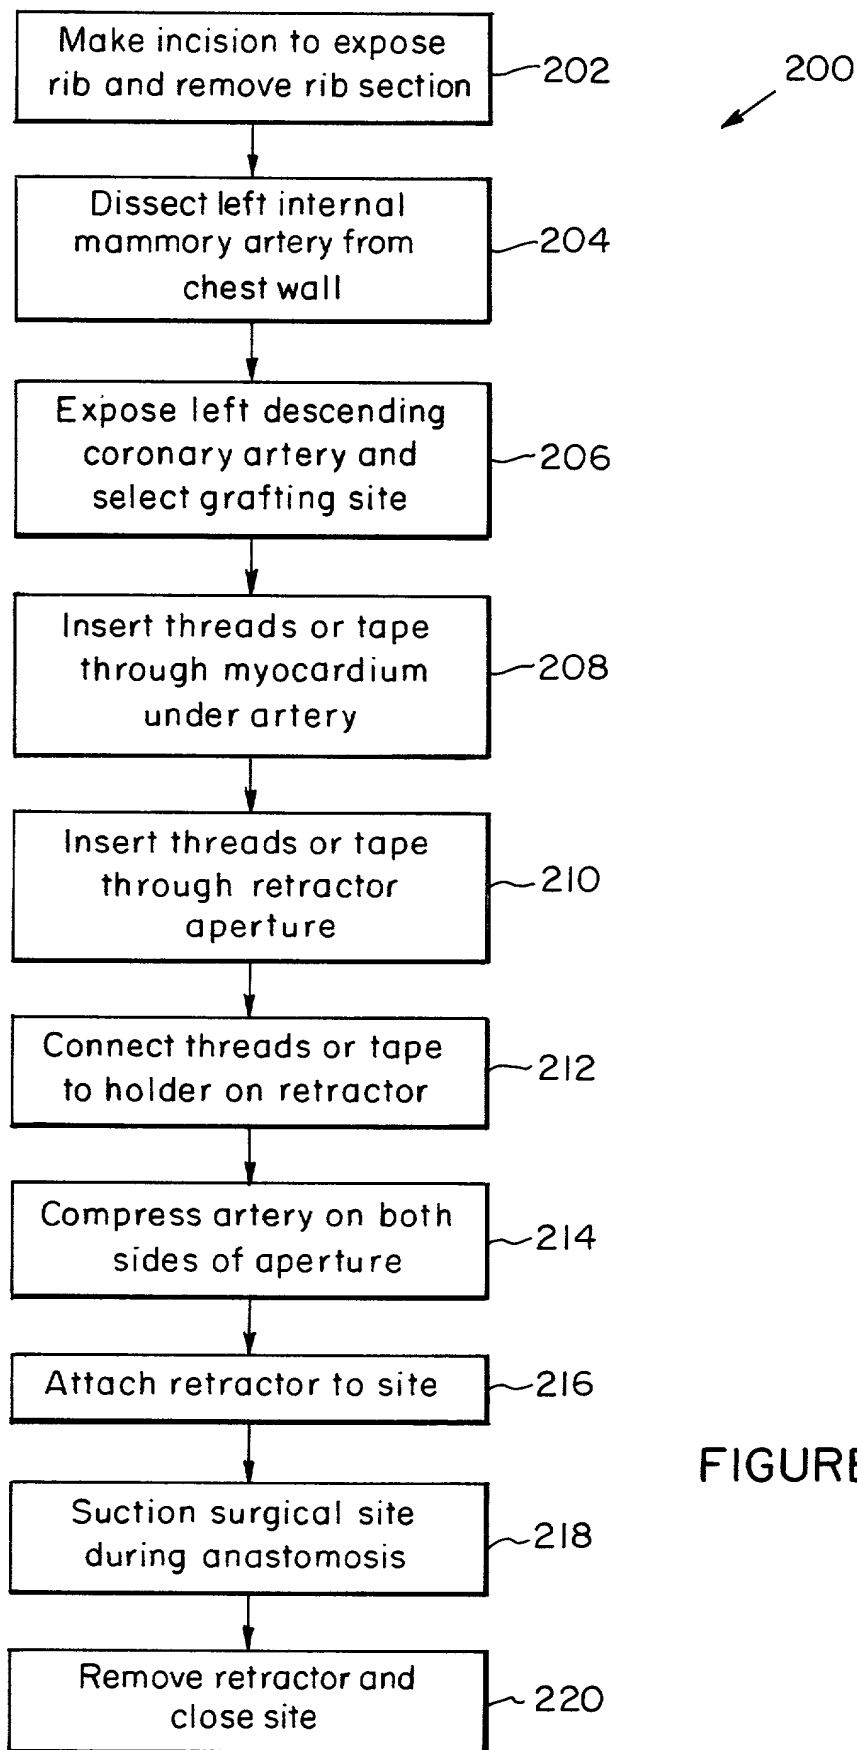 Make incision to expose
rib and remove rib section
202
200
Dissect left internal
mammory artery from
chest wall
204
Expose left descending
coronary artery and
select grafting site
206
Insert threads or tape
through myocardium
under artery
208
Insert threads or tape
through retractor
aperture
210
Connect threads or tape
to holder on retractor
212
Compress artery on both
sides of aperture
214
Attach retractor to site
216
FIGURE
Suction surgical site
during anastomosis
218
Remove retractor and
close site
220